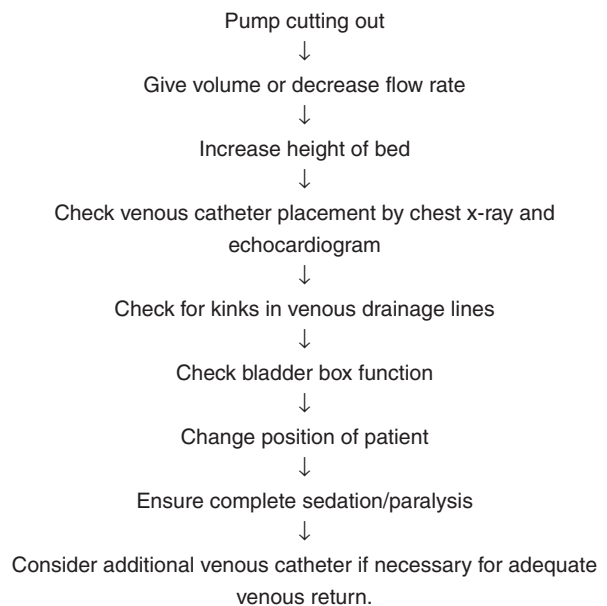 Pump cutting out
↓
Give volume or decrease flow rate
↓
Increase height of bed
↓
Check venous catheter placement by chest x-ray and
echocardiogram
↓
Check for kinks in venous drainage lines
↓
Check bladder box function
↓
Change position of patient
↓
Ensure complete sedation/paralysis
↓
Consider additional venous catheter if necessary for adequate
venous return.